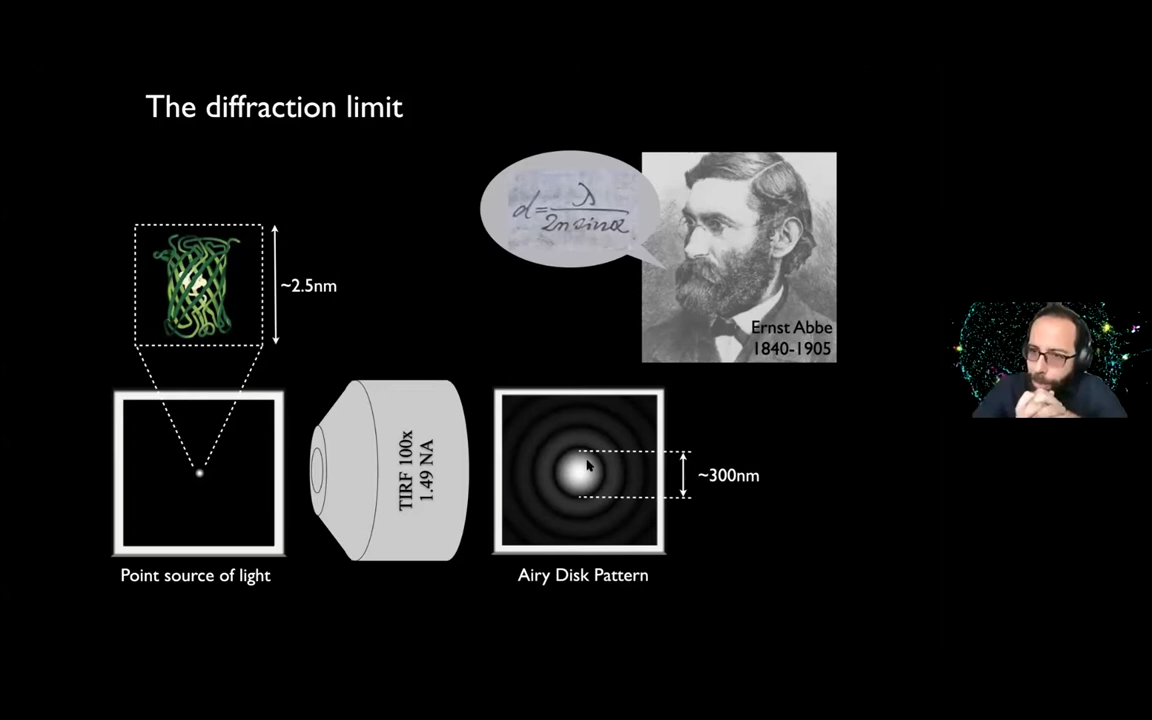 The diffraction limit
d = λ / 2n sin α
~2.5nm
Ernst Abbe
1840-1905
TIRF 100x
1.49 NA
~300nm
Point source of light
Airy Disk Pattern